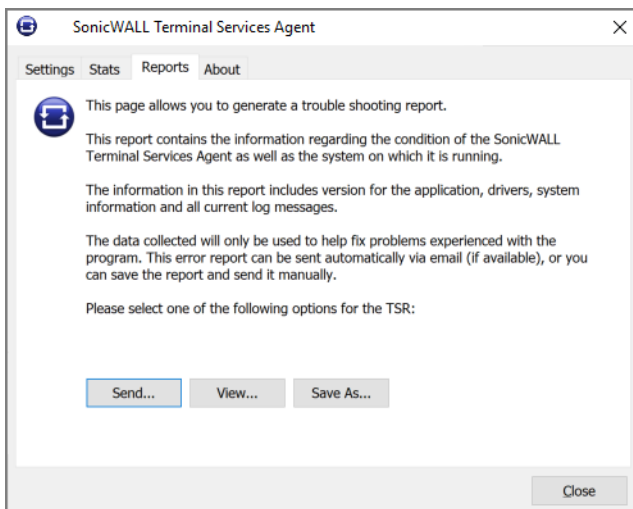 SonicWALL Terminal Services Agent
Settings Stats Reports About
This page allows you to generate a trouble shooting report.
This report contains the information regarding the condition of the SonicWALL
Terminal Services Agent as well as the system on which it is running.
The information in this report includes version for the application, drivers, system
information and all current log messages.
The data collected will only be used to help fix problems experienced with the
program. This error report can be sent automatically via email (if available), or you
can save the report and send it manually.
Please select one of the following options for the TSR:
Send... View... Save As...
Close